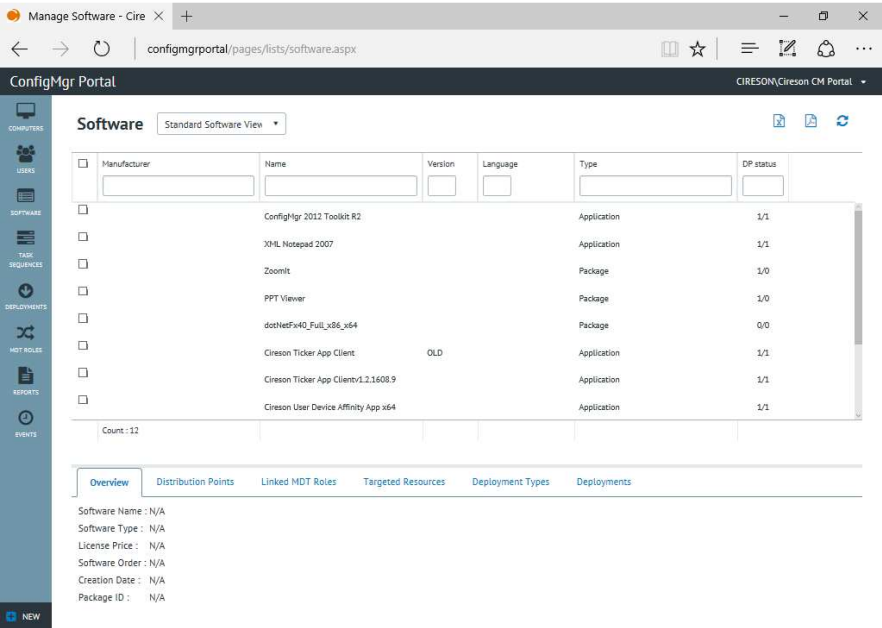 Manage Software - Cire
configmgrportal/pages/lists/software.aspx
ConfigMgr Portal
CIRESON\Cireson CM Portal
COMPUTERS
USERS
SOFTWARE
TASK
SEQUENCES
DEPLOYMENTS
MDT ROLES
REPORTS
EVENTS
NEW
Software
Standard Software View
Manufacturer Name Version Language Type DP status
ConfigMgr 2012 Toolkit R2 Application 1/1
XML Notepad 2007 Application 1/1
ZoomIt Package 1/0
PPT Viewer Package 1/0
dotNetFx40_Full_x86_x64 Package 0/0
Cireson Ticker App Client OLD Application 1/1
Cireson Ticker App Clientv1.2.1608.9 Application 1/1
Cireson User Device Affinity App x64 Application 1/1
Count : 12
Overview Distribution Points Linked MDT Roles Targeted Resources Deployment Types Deployments
Software Name : N/A
Software Type : N/A
License Price : N/A
Software Order : N/A
Creation Date : N/A
Package ID : N/A